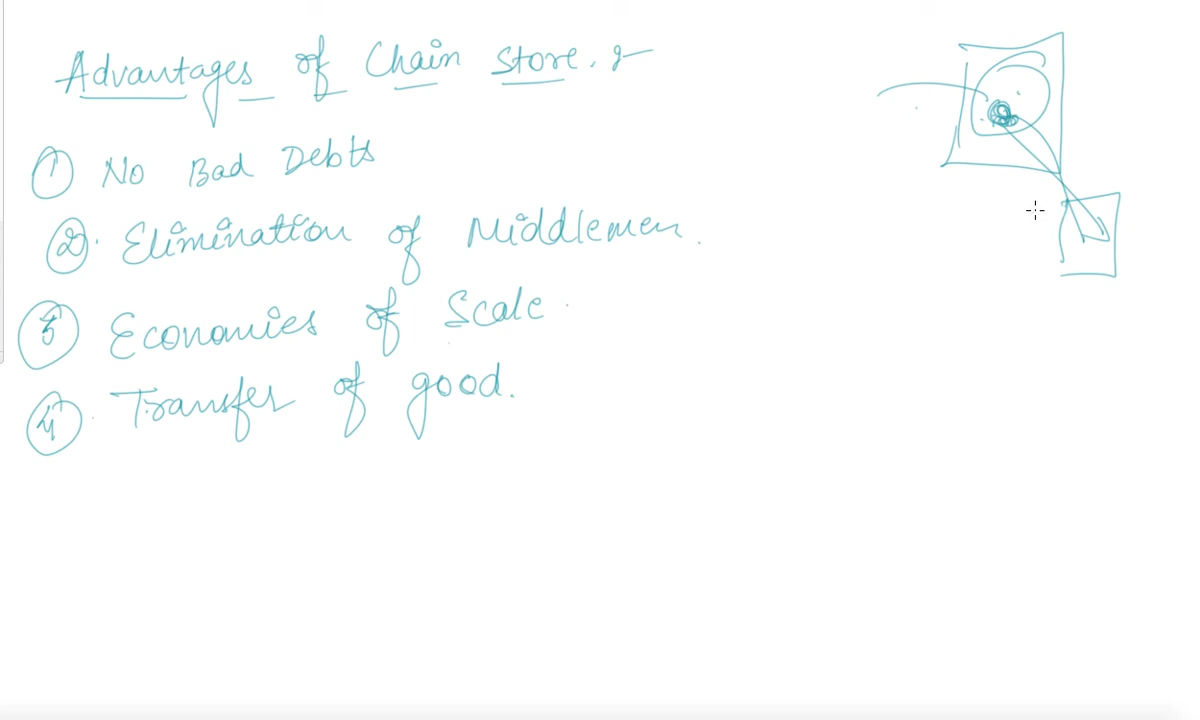 Advantages of Chain Store :-
① No Bad Debts
②. Elimination of Middlemen.
③ Economies of Scale.
④. Transfer of good.